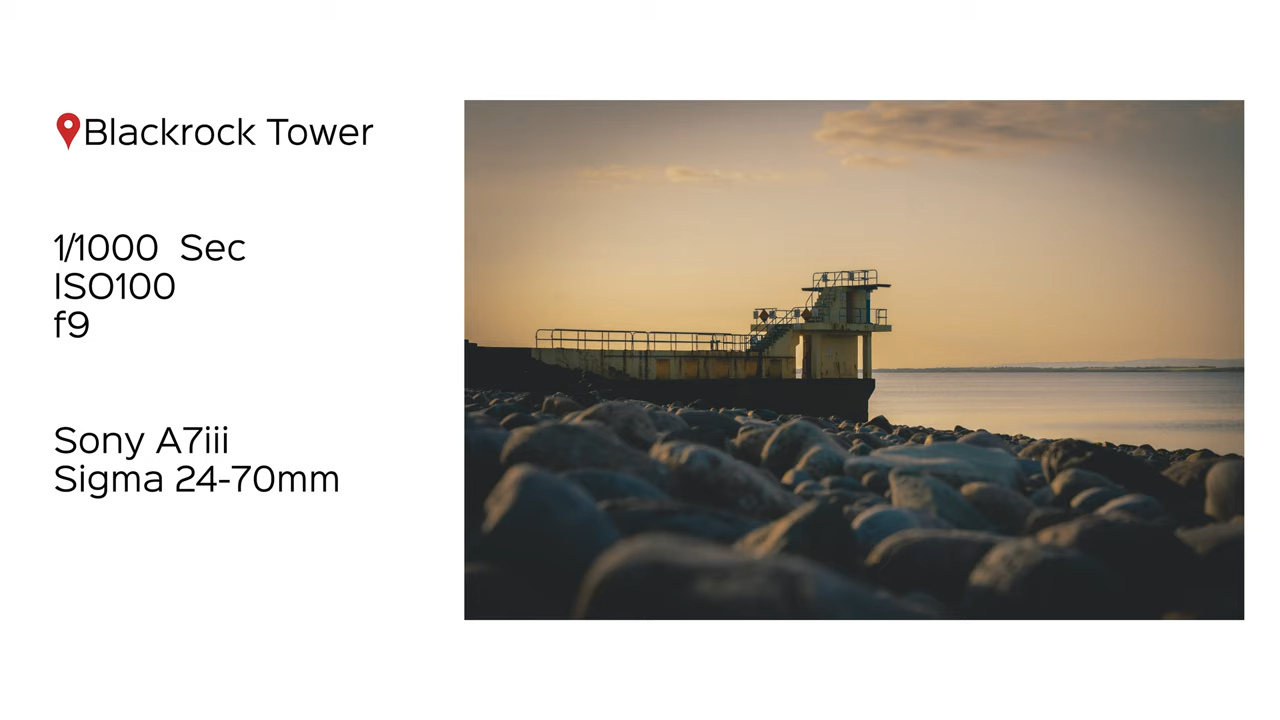 Blackrock Tower
1/1000 Sec
ISO100
f9
Sony A7iii
Sigma 24-70mm